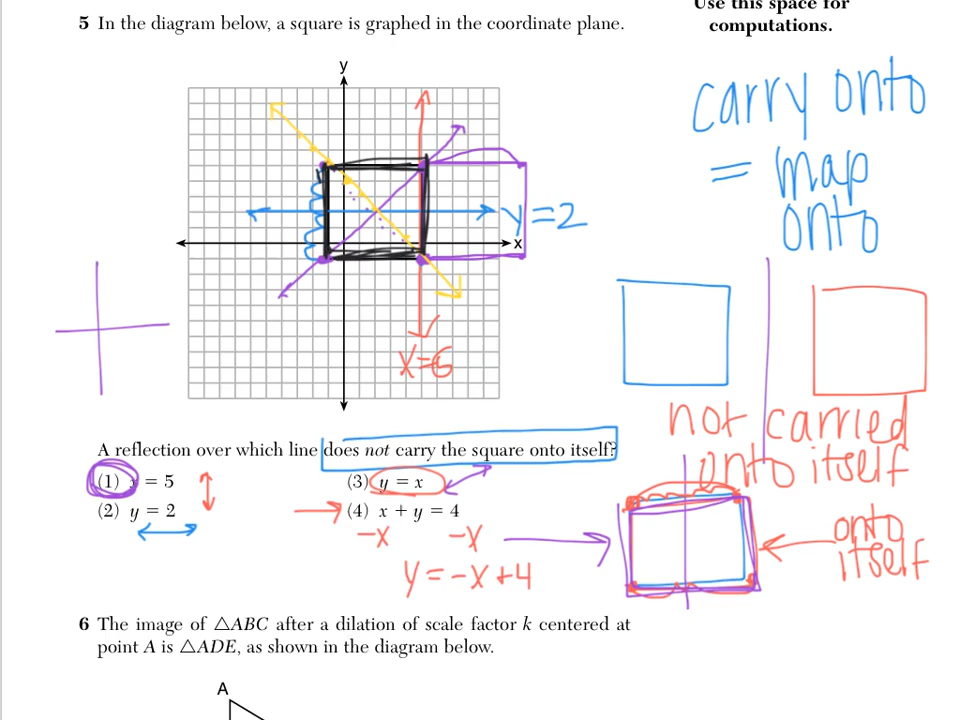 Use this space for
computations.
5 In the diagram below, a square is graphed in the coordinate plane.
y
x
y=2
x=6
carry onto
= map
onto
not carried
onto itself
onto
itself
A reflection over which line does not carry the square onto itself?
(1) = 5
(2) y = 2
(3) y = x
(4) x + y = 4
-x -x
y=-x+4
6 The image of △ABC after a dilation of scale factor k centered at
point A is △ADE, as shown in the diagram below.
A